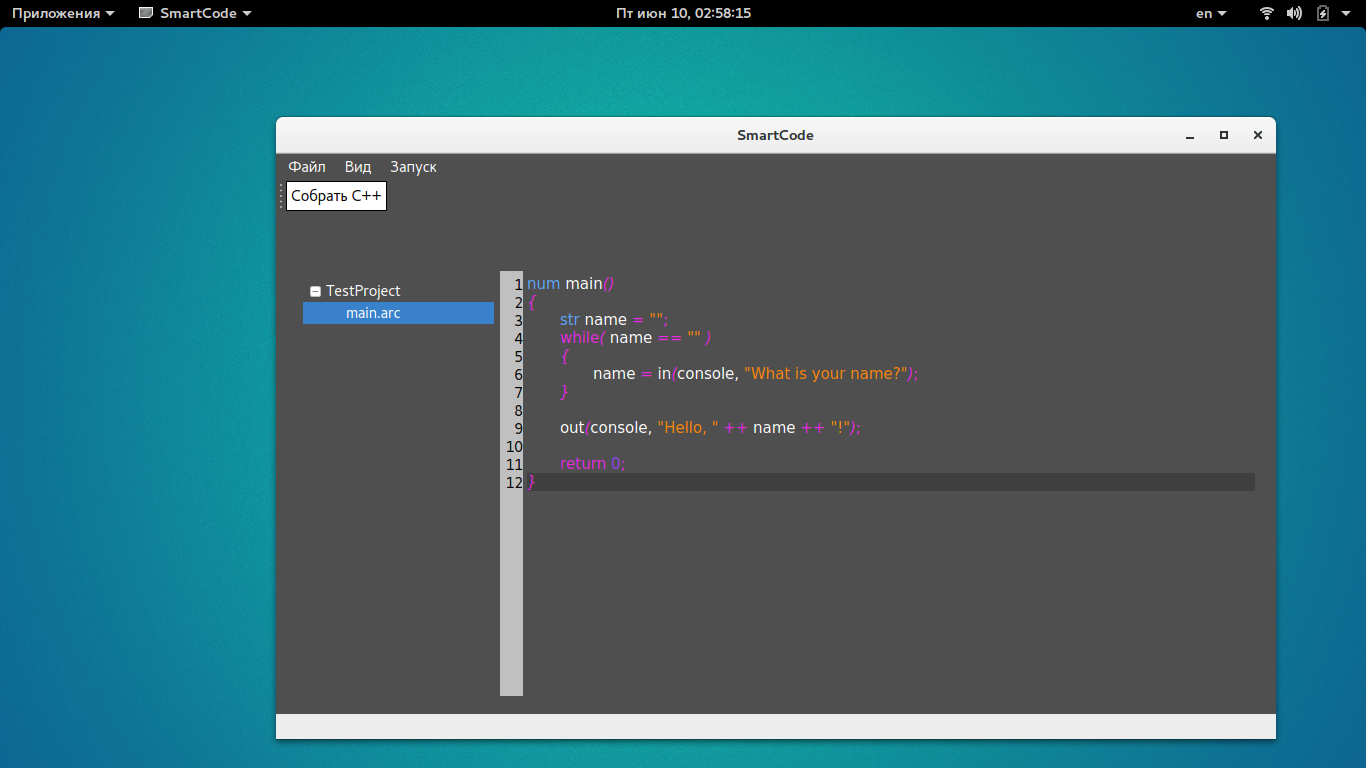 Приложения SmartCode Пт июн 10, 02:58:15 en
SmartCode
Файл Вид Запуск
Собрать C++
TestProject
main.arc
1 num main()
2 {
3 str name = "";
4 while( name == "" )
5 {
6 name = in(console, "What is your name?");
7 }
8
9 out(console, "Hello, " ++ name ++ "!");
10
11 return 0;
12 }